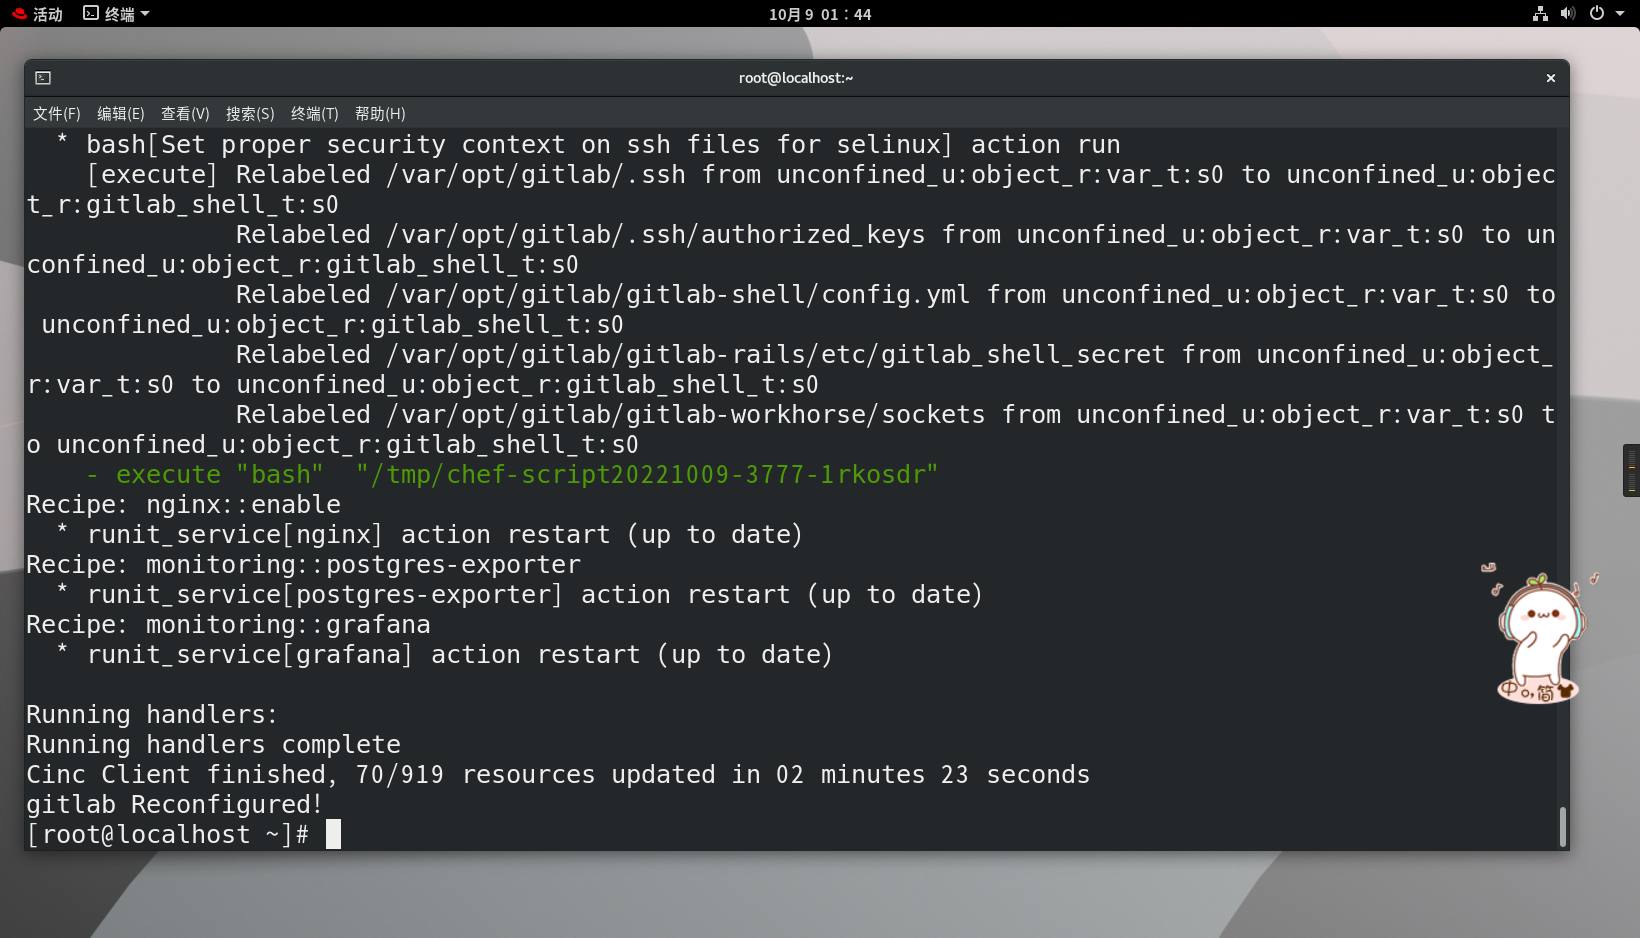 活动 终端 10月 9 01：44
root@localhost:~
文件(F) 编辑(E) 查看(V) 搜索(S) 终端(T) 帮助(H)
* bash[Set proper security context on ssh files for selinux] action run
[execute] Relabeled /var/opt/gitlab/.ssh from unconfined_u:object_r:var_t:s0 to unconfined_u:objec
t_r:gitlab_shell_t:s0
Relabeled /var/opt/gitlab/.ssh/authorized_keys from unconfined_u:object_r:var_t:s0 to un
confined_u:object_r:gitlab_shell_t:s0
Relabeled /var/opt/gitlab/gitlab-shell/config.yml from unconfined_u:object_r:var_t:s0 to
unconfined_u:object_r:gitlab_shell_t:s0
Relabeled /var/opt/gitlab/gitlab-rails/etc/gitlab_shell_secret from unconfined_u:object_
r:var_t:s0 to unconfined_u:object_r:gitlab_shell_t:s0
Relabeled /var/opt/gitlab/gitlab-workhorse/sockets from unconfined_u:object_r:var_t:s0 t
o unconfined_u:object_r:gitlab_shell_t:s0
- execute "bash"  "/tmp/chef-script20221009-3777-1rkosdr"
Recipe: nginx::enable
* runit_service[nginx] action restart (up to date)
Recipe: monitoring::postgres-exporter
* runit_service[postgres-exporter] action restart (up to date)
Recipe: monitoring::grafana
* runit_service[grafana] action restart (up to date)
Running handlers:
Running handlers complete
Cinc Client finished, 70/919 resources updated in 02 minutes 23 seconds
gitlab Reconfigured!
[root@localhost ~]#
中 简